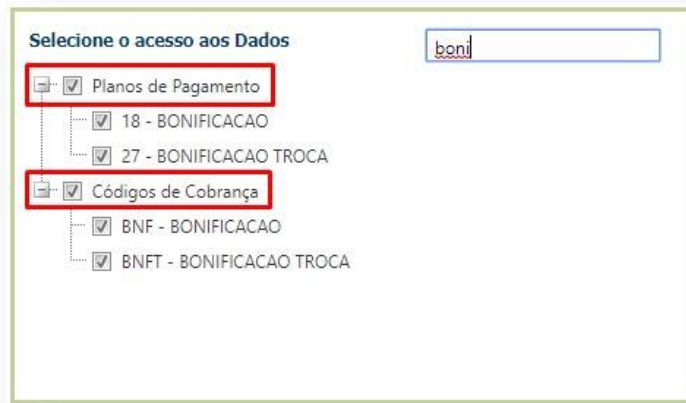 Selecione o acesso aos Dados
boni
Planos de Pagamento
18 - BONIFICACAO
27 - BONIFICACAO TROCA
Códigos de Cobrança
BNF - BONIFICACAO
BNFT - BONIFICACAO TROCA